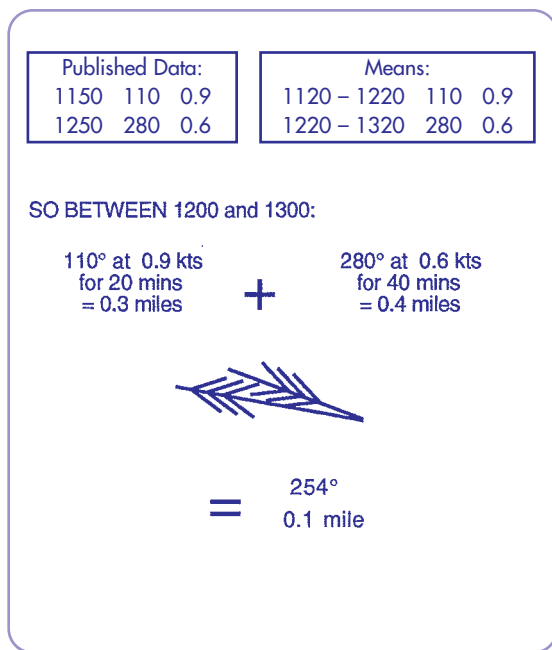 Published Data:
1150 110 0.9
1250 280 0.6
Means:
1120 – 1220 110 0.9
1220 – 1320 280 0.6
SO BETWEEN 1200 and 1300:
110° at 0.9 kts
for 20 mins
= 0.3 miles
+
280° at 0.6 kts
for 40 mins
= 0.4 miles
=
254°
0.1 mile